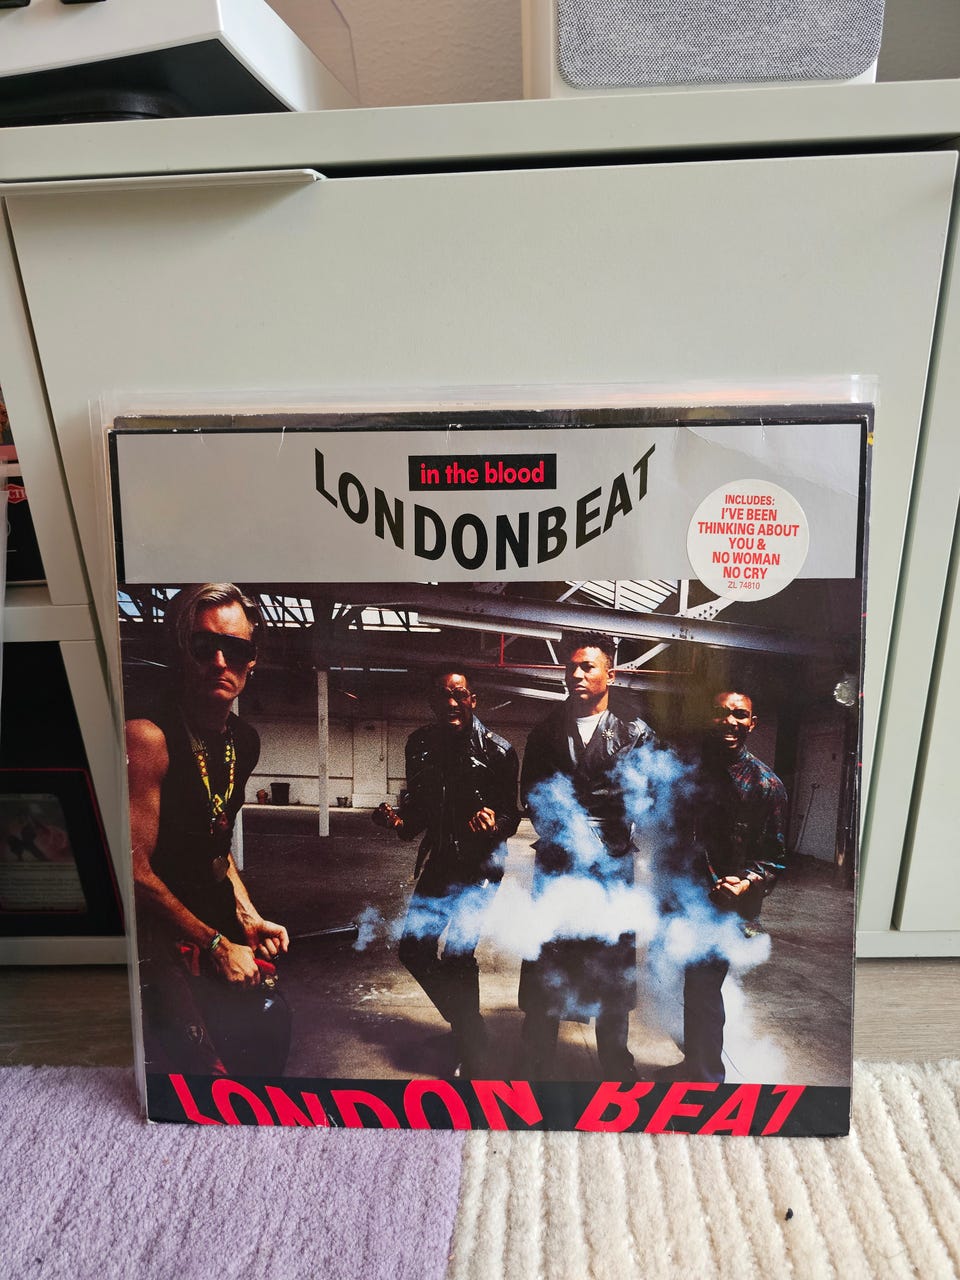 in the blood
LONDONBEAT
INCLUDES:
I'VE BEEN
THINKING ABOUT
YOU &
NO WOMAN
NO CRY
ZL 74810
LONDON BEAT